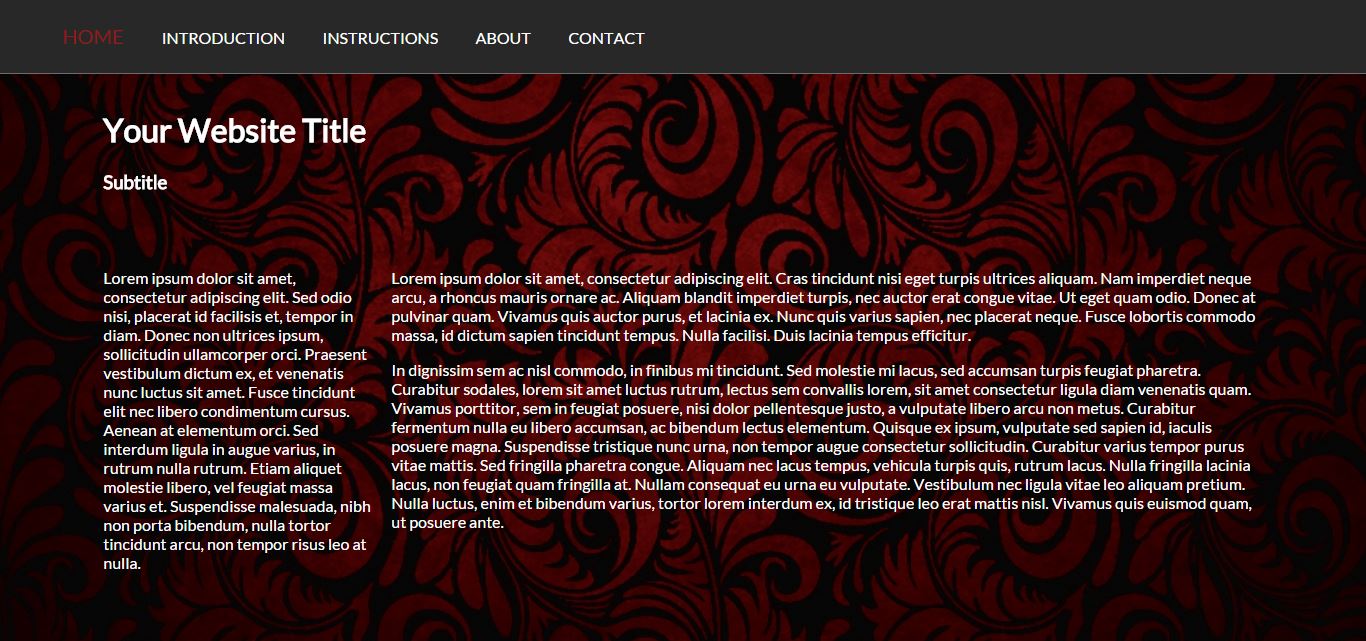 HOME INTRODUCTION INSTRUCTIONS ABOUT CONTACT
Your Website Title
Subtitle
Lorem ipsum dolor sit amet,
consectetur adipiscing elit. Sed odio
nisi, placerat id facilisis et, tempor in
diam. Donec non ultrices ipsum,
sollicitudin ullamcorper orci. Praesent
vestibulum dictum ex, et venenatis
nunc luctus sit amet. Fusce tincidunt
elit nec libero condimentum cursus.
Aenean at elementum orci. Sed
interdum ligula in augue varius, in
rutrum nulla rutrum. Etiam aliquet
molestie libero, vel feugiat massa
varius et. Suspendisse malesuada, nibh
non porta bibendum, nulla tortor
tincidunt arcu, non tempor risus leo at
nulla.
Lorem ipsum dolor sit amet, consectetur adipiscing elit. Cras tincidunt nisi eget turpis ultrices aliquam. Nam imperdiet neque
arcu, a rhoncus mauris ornare ac. Aliquam blandit imperdiet turpis, nec auctor erat congue vitae. Ut eget quam odio. Donec at
pulvinar quam. Vivamus quis auctor purus, et lacinia ex. Nunc quis varius sapien, nec placerat neque. Fusce lobortis commodo
massa, id dictum sapien tincidunt tempus. Nulla facilisi. Duis lacinia tempus efficitur.
In dignissim sem ac nisl commodo, in finibus mi tincidunt. Sed molestie mi lacus, sed accumsan turpis feugiat pharetra.
Curabitur sodales, lorem sit amet luctus rutrum, lectus sem convallis lorem, sit amet consectetur ligula diam venenatis quam.
Vivamus porttitor, sem in feugiat posuere, nisi dolor pellentesque justo, a vulputate libero arcu non metus. Curabitur
fermentum nulla eu libero accumsan, ac bibendum lectus elementum. Quisque ex ipsum, vulputate sed sapien id, iaculis
posuere magna. Suspendisse tristique nunc urna, non tempor augue consectetur sollicitudin. Curabitur varius tempor purus
vitae mattis. Sed fringilla pharetra congue. Aliquam nec lacus tempus, vehicula turpis quis, rutrum lacus. Nulla fringilla lacinia
lacus, non feugiat quam fringilla at. Nullam consequat eu urna eu vulputate. Vestibulum nec ligula vitae leo aliquam pretium.
Nulla luctus, enim et bibendum varius, tortor lorem interdum ex, id tristique leo erat mattis nisl. Vivamus quis euismod quam,
ut posuere ante.